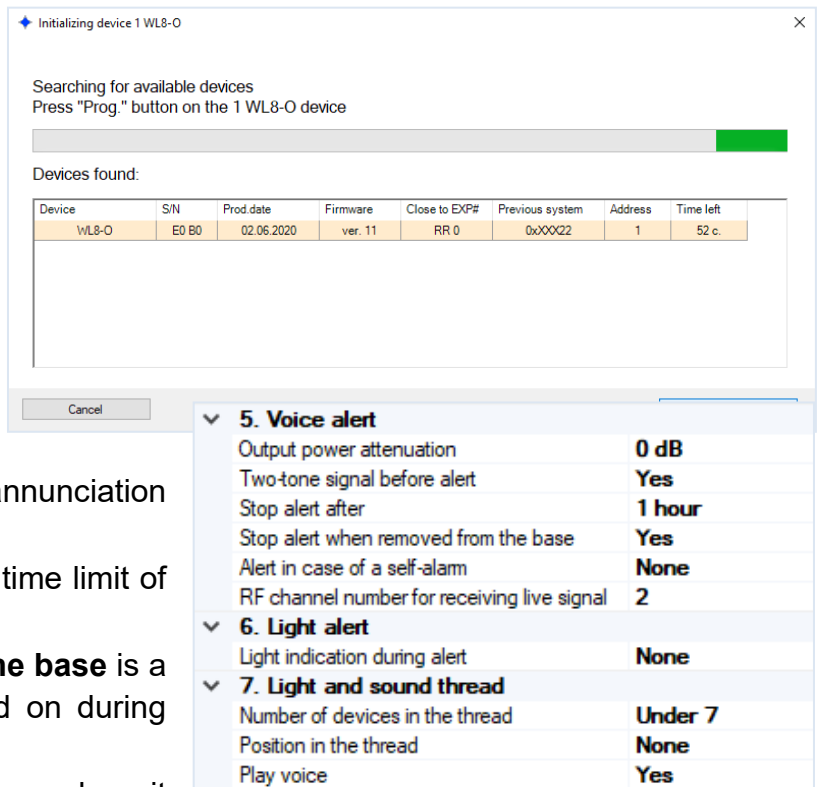 Initializing device 1 WL8-O
Searching for available devices
Press "Prog." button on the 1 WL8-O device
Devices found:
Device S/N Prod.date Firmware Close to EXP# Previous system Address Time left
WL8-O E0 B0 02.06.2020 ver. 11 RR 0 0xXXX22 1 52 c.
Cancel
5. Voice alert
Output power attenuation 0 dB
Two-tone signal before alert Yes
Stop alert after 1 hour
Stop alert when removed from the base Yes
Alert in case of a self-alarm None
RF channel number for receiving live signal 2
6. Light alert
Light indication during alert None
7. Light and sound thread
Number of devices in the thread Under 7
Position in the thread None
Play voice Yes
annunciation
time limit of
he base is a
d on during